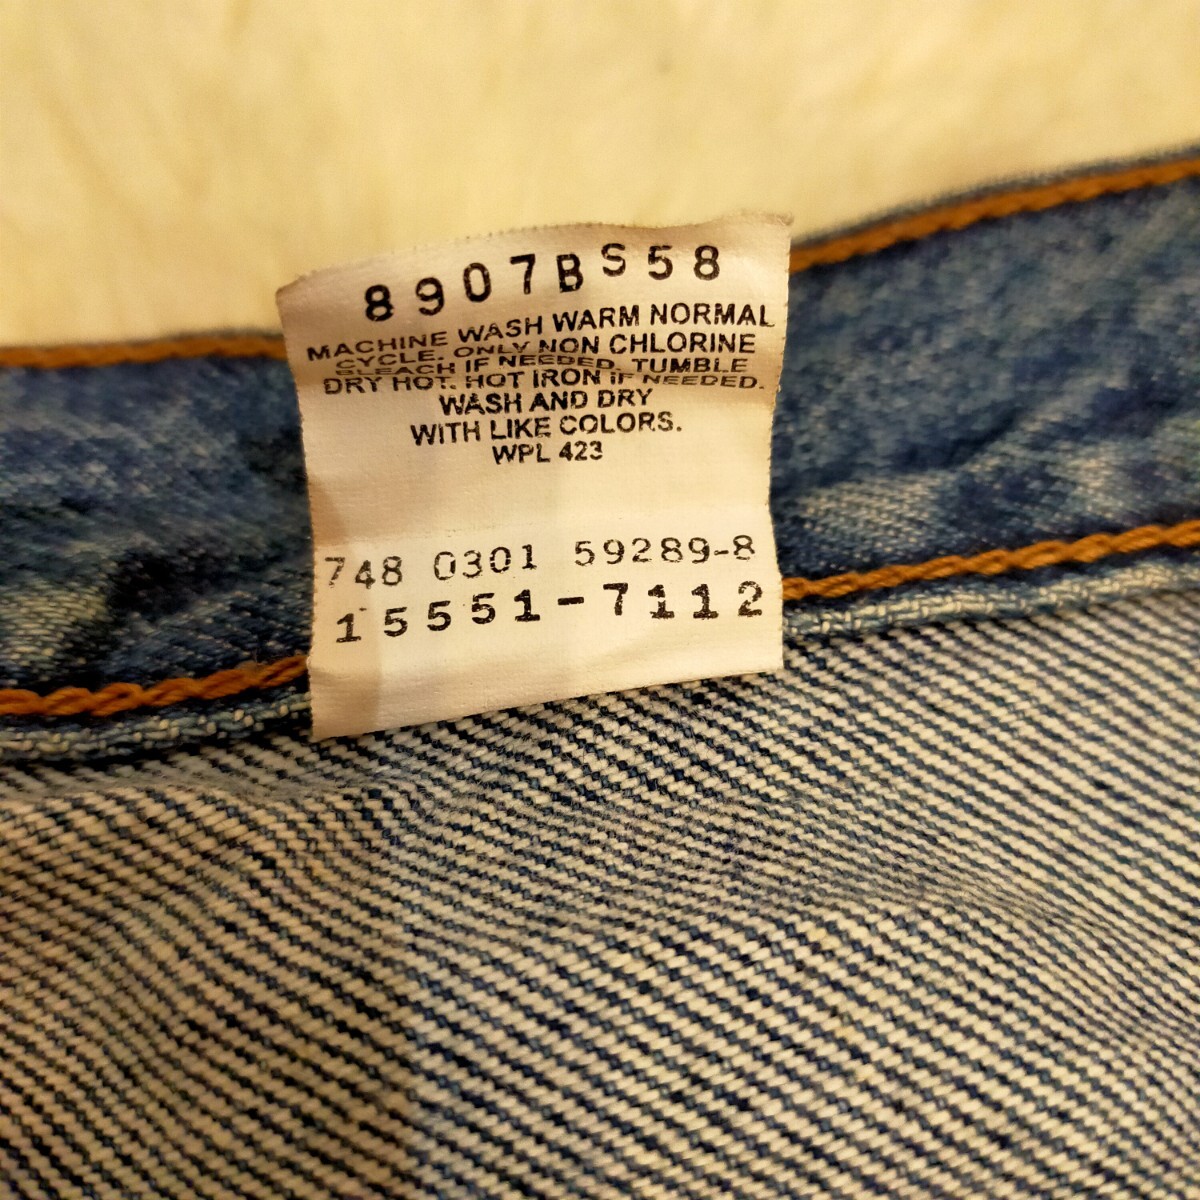 8907BS58
MACHINE WASH WARM NORMAL
CYCLE. ONLY NON CHLORINE
BLEACH IF NEEDED. TUMBLE
DRY HOT. HOT IRON IF NEEDED.
WASH AND DRY
WITH LIKE COLORS.
WPL 423
748 0301 59289-8
15551-7112